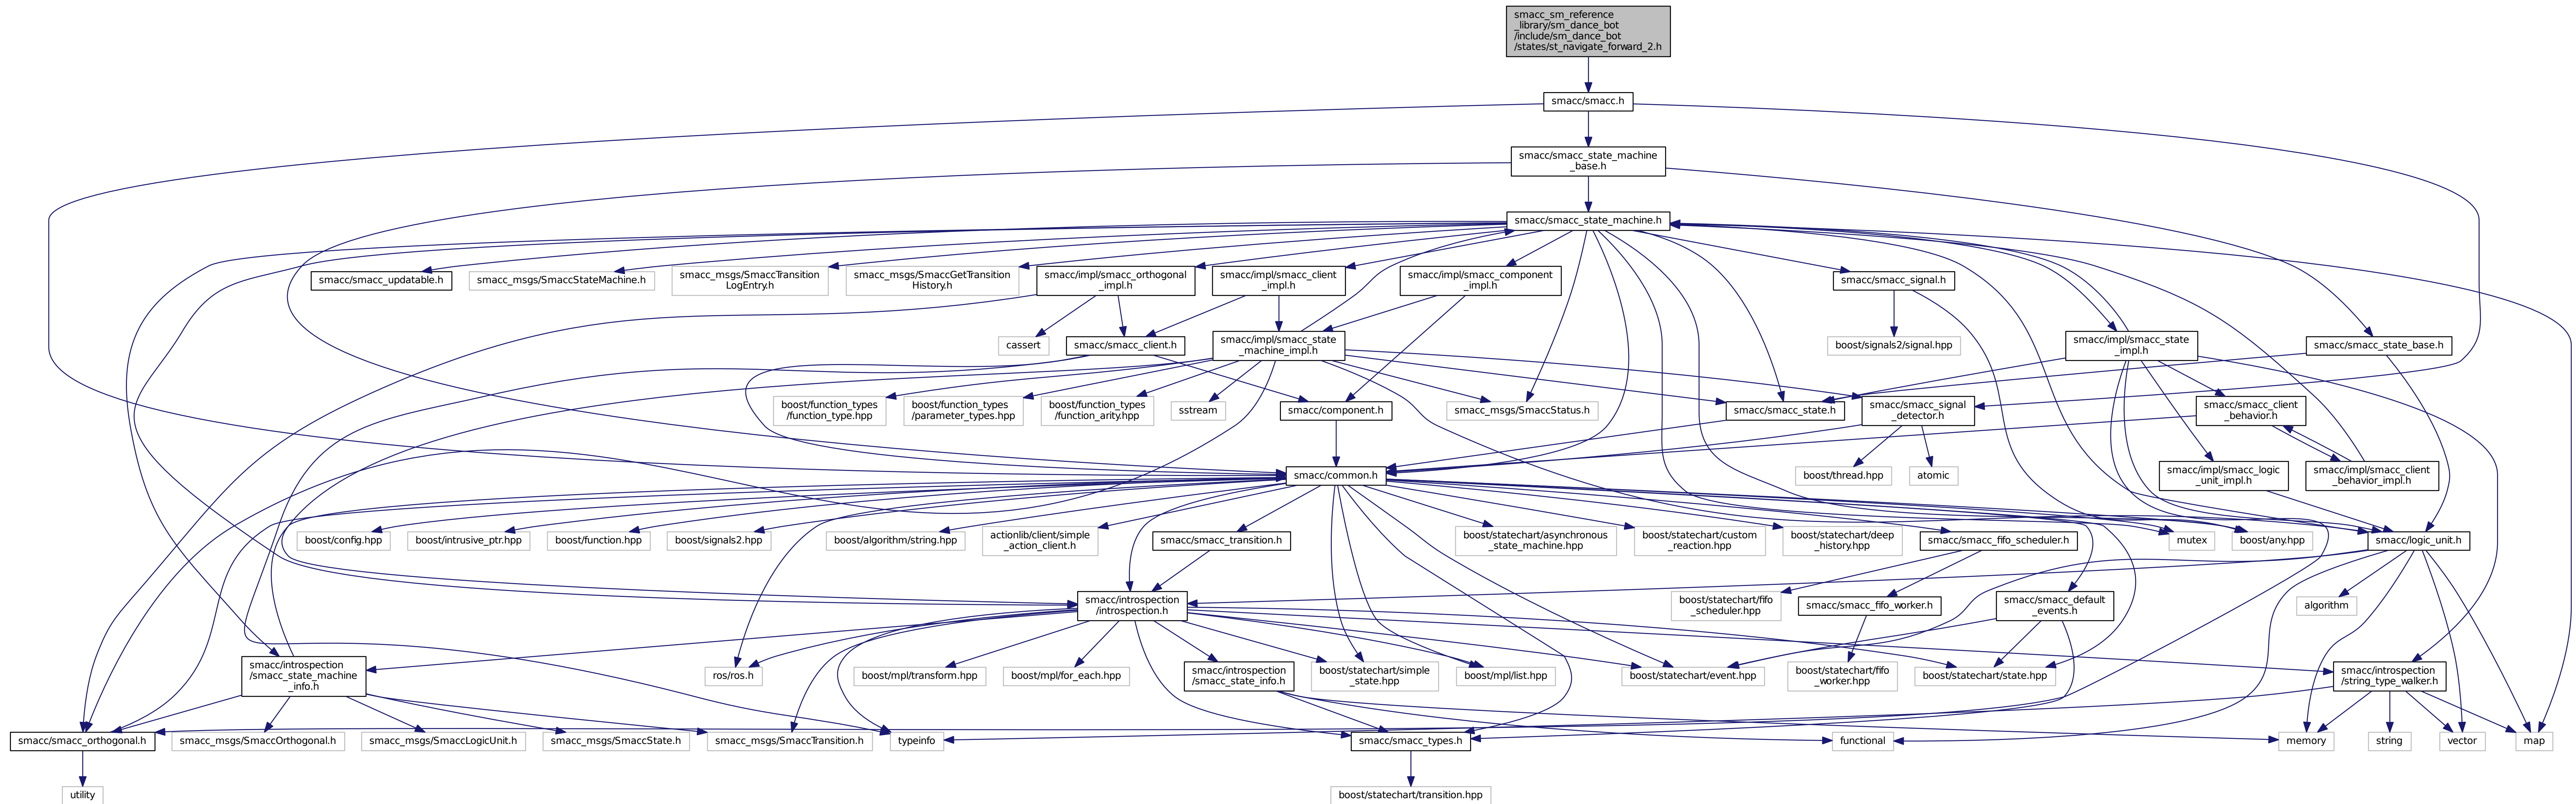 smacc_sm_reference
_library/sm_dance_bot
/include/sm_dance_bot
/states/st_navigate_forward_2.h
smacc/smacc.h
smacc/smacc_state_machine
_base.h
smacc/smacc_state_machine.h
smacc/smacc_updatable.h
smacc_msgs/SmaccStateMachine.h
smacc_msgs/SmaccTransition
LogEntry.h
smacc_msgs/SmaccGetTransition
History.h
smacc/impl/smacc_orthogonal
_impl.h
smacc/impl/smacc_client
_impl.h
smacc/impl/smacc_component
_impl.h
smacc/smacc_signal.h
cassert
smacc/smacc_client.h
smacc/impl/smacc_state
_machine_impl.h
boost/signals2/signal.hpp
smacc/impl/smacc_state
_impl.h
smacc/smacc_state_base.h
boost/function_types
/function_type.hpp
boost/function_types
/parameter_types.hpp
boost/function_types
/function_arity.hpp
sstream
smacc/component.h
smacc_msgs/SmaccStatus.h
smacc/smacc_state.h
smacc/smacc_signal
_detector.h
smacc/smacc_client
_behavior.h
smacc/common.h
boost/thread.hpp
atomic
smacc/impl/smacc_logic
_unit_impl.h
smacc/impl/smacc_client
_behavior_impl.h
boost/config.hpp
boost/intrusive_ptr.hpp
boost/function.hpp
boost/signals2.hpp
boost/algorithm/string.hpp
actionlib/client/simple
_action_client.h
smacc/smacc_transition.h
boost/statechart/asynchronous
_state_machine.hpp
boost/statechart/custom
_reaction.hpp
boost/statechart/deep
_history.hpp
smacc/smacc_fifo_scheduler.h
mutex
boost/any.hpp
smacc/logic_unit.h
smacc/introspection
/introspection.h
boost/statechart/fifo
_scheduler.hpp
smacc/smacc_fifo_worker.h
smacc/smacc_default
_events.h
algorithm
smacc/introspection
/smacc_state_machine
_info.h
ros/ros.h
boost/mpl/transform.hpp
boost/mpl/for_each.hpp
smacc/introspection
/smacc_state_info.h
boost/statechart/simple
_state.hpp
boost/mpl/list.hpp
boost/statechart/event.hpp
boost/statechart/fifo
_worker.hpp
boost/statechart/state.hpp
smacc/introspection
/string_type_walker.h
smacc/smacc_orthogonal.h
smacc_msgs/SmaccOrthogonal.h
smacc_msgs/SmaccLogicUnit.h
smacc_msgs/SmaccState.h
smacc_msgs/SmaccTransition.h
typeinfo
smacc/smacc_types.h
functional
memory
string
vector
map
utility
boost/statechart/transition.hpp